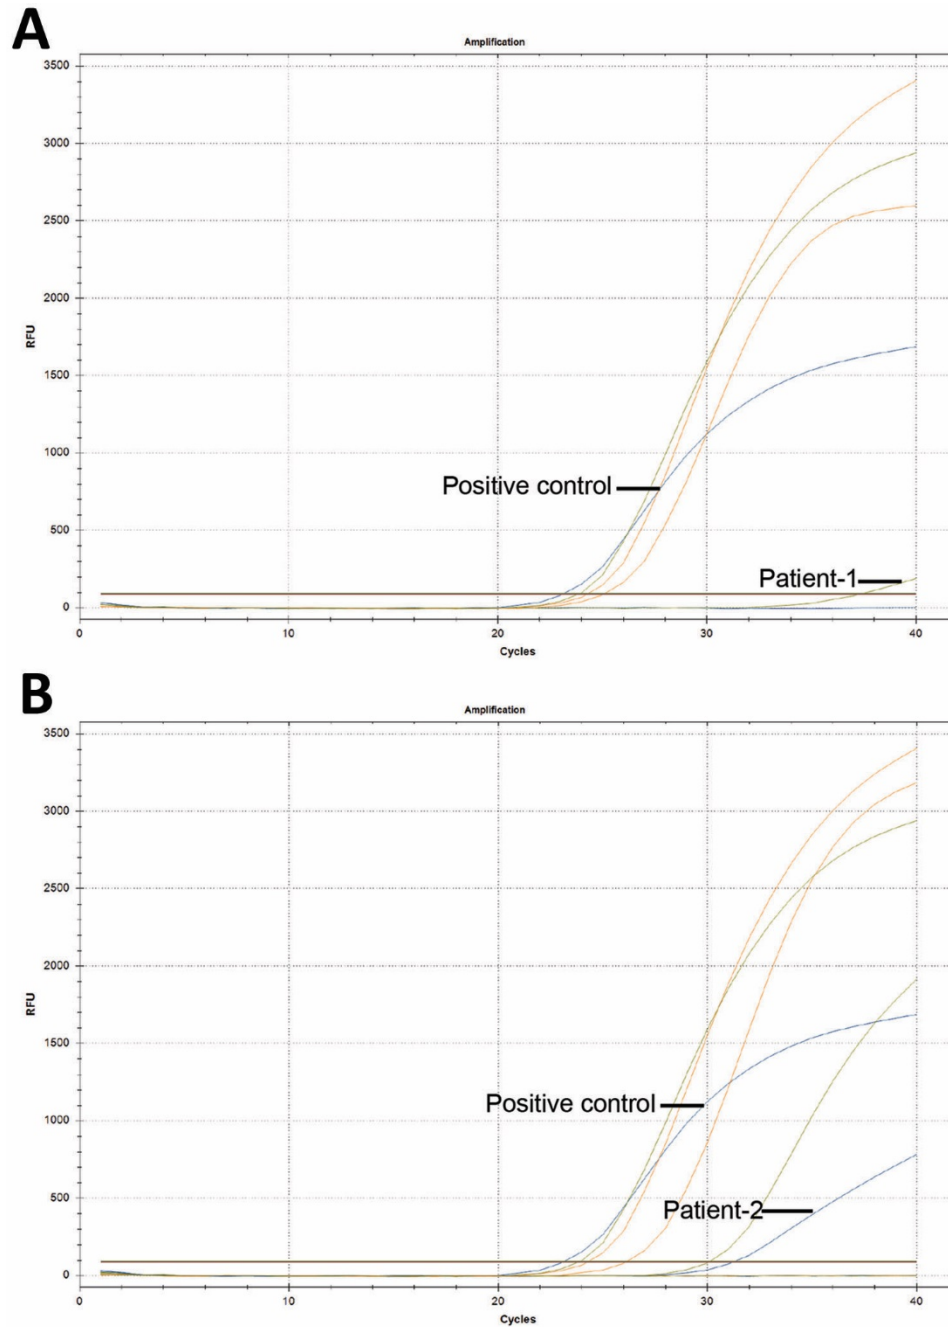 A
Amplification
3500
3000
2500
2000
RFU
1500
1000
Positive control
500
Patient-1
0
0 10 20 30 40
Cycles
B
Amplification
3500
3000
2500
2000
RFU
1500
Positive control
1000
500
Patient-2
0
0 10 20 30 40
Cycles